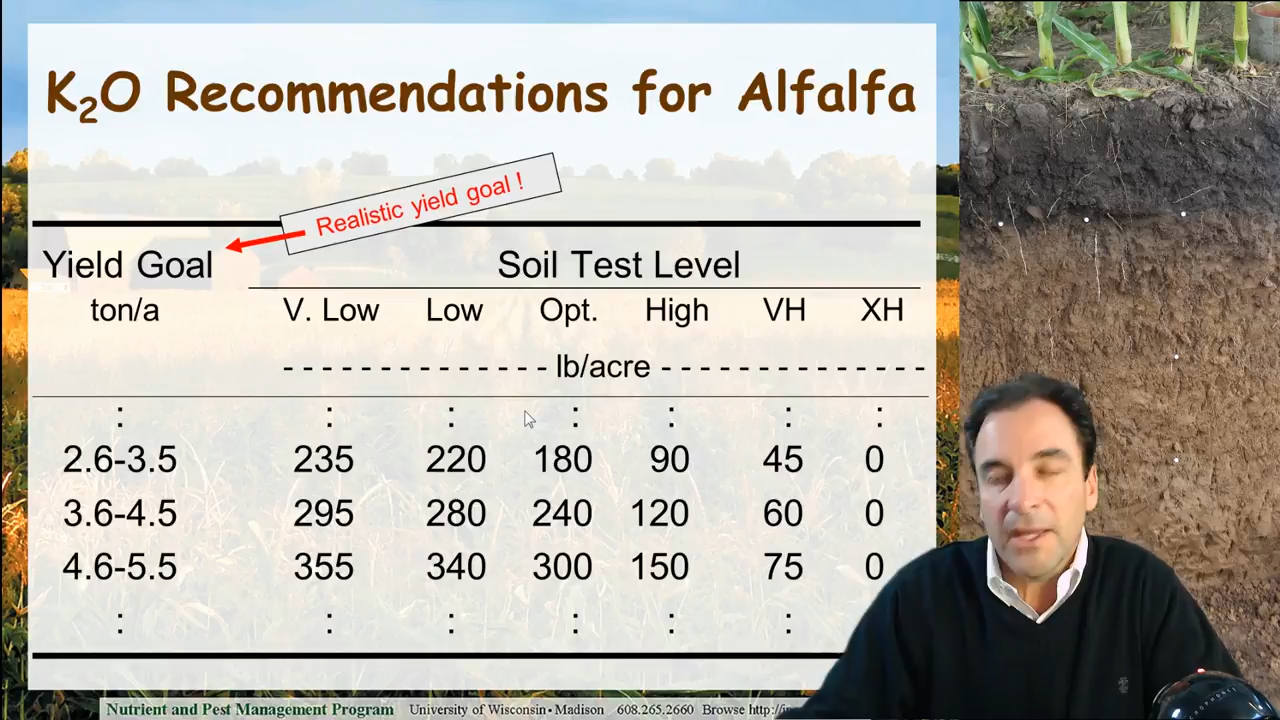 K₂O Recommendations for Alfalfa
Realistic yield goal !
Yield Goal Soil Test Level
ton/a V. Low Low Opt. High VH XH
- - - - - - - - - - - - - - lb/acre - - - - - - - - - - - - - -
: : : : : : :
2.6-3.5 235 220 180 90 45 0
3.6-4.5 295 280 240 120 60 0
4.6-5.5 355 340 300 150 75 0
: : : : : :
Nutrient and Pest Management Program University of Wisconsin • Madison 608.265.2660 Browse